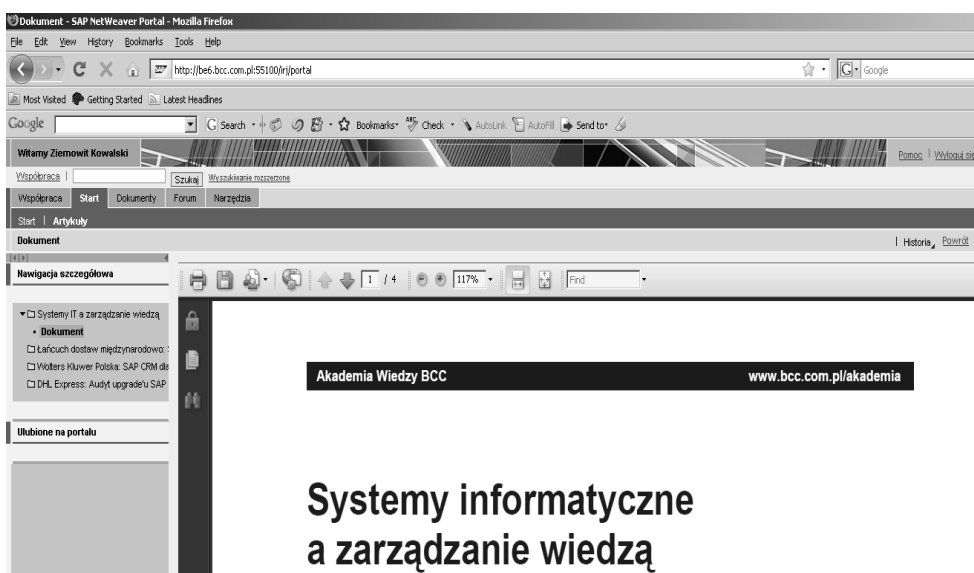 Dokument - SAP NetWeaver Portal - Mozilla Firefox
File Edit View History Bookmarks Tools Help
http://be6.bcc.com.pl:55100/irj/portal
G Google
Most Visited Getting Started Latest Headlines
Google G Search Bookmarks ABC Check AutoLink AutoFill Send to
Witamy Ziemowit Kowalski Pomoc | Wyloguj się
Współpraca | Szukaj Wyszukiwanie rozszerzone
Współpraca Start Dokumenty Forum Narzędzia
Start | Artykuły
Dokument | Historia Powrót
Nawigacja szczegółowa
1 / 4 117% Find
Systemy IT a zarządzanie wiedzą
• Dokument
Łańcuch dostaw międzynarodowo:
Wolters Kluwer Polska: SAP CRM dla
DHL Express: Audyt upgrade'u SAP
Akademia Wiedzy BCC www.bcc.com.pl/akademia
Ulubione na portalu
Systemy informatyczne
a zarządzanie wiedzą